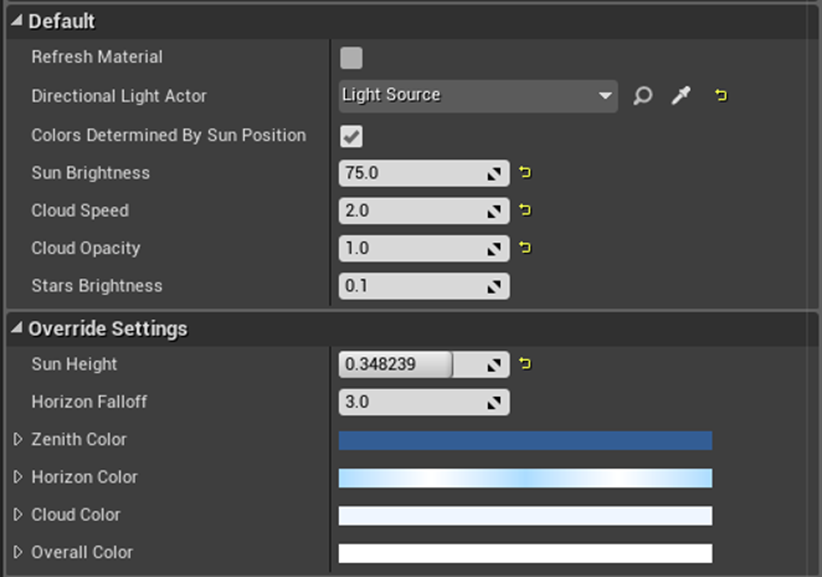 Default
Refresh Material
Directional Light Actor Light Source
Colors Determined By Sun Position
Sun Brightness 75.0
Cloud Speed 2.0
Cloud Opacity 1.0
Stars Brightness 0.1
Override Settings
Sun Height 0.348239
Horizon Falloff 3.0
Zenith Color
Horizon Color
Cloud Color
Overall Color